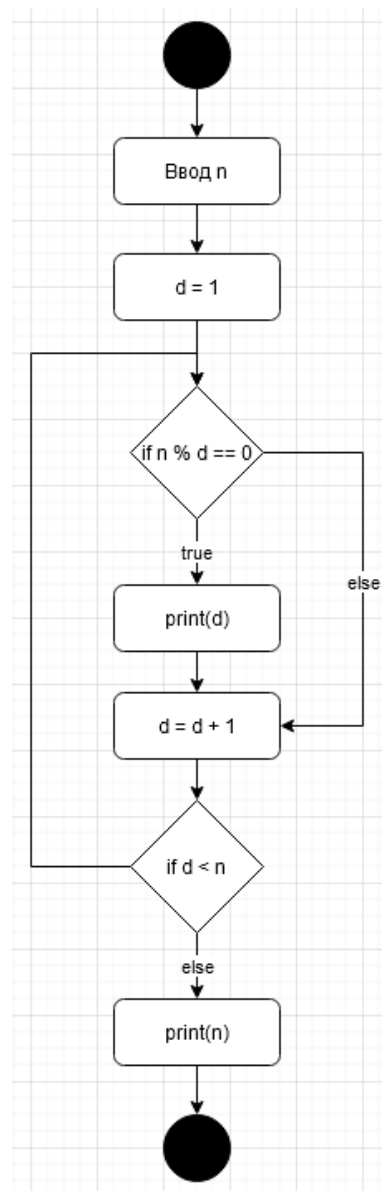 Ввод n
d = 1
if n % d == 0
true
else
print(d)
d = d + 1
if d < n
else
print(n)